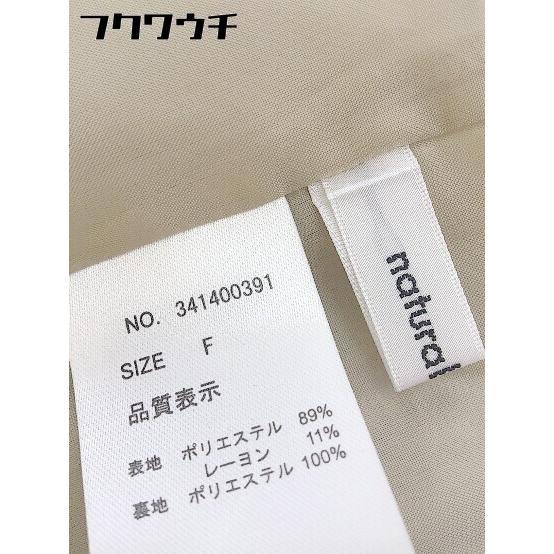 フクワウチ
NO. 341400391
SIZE F
品質表示
表地 ポリエステル 89%
レーヨン 11%
裏地 ポリエステル 100%
natural